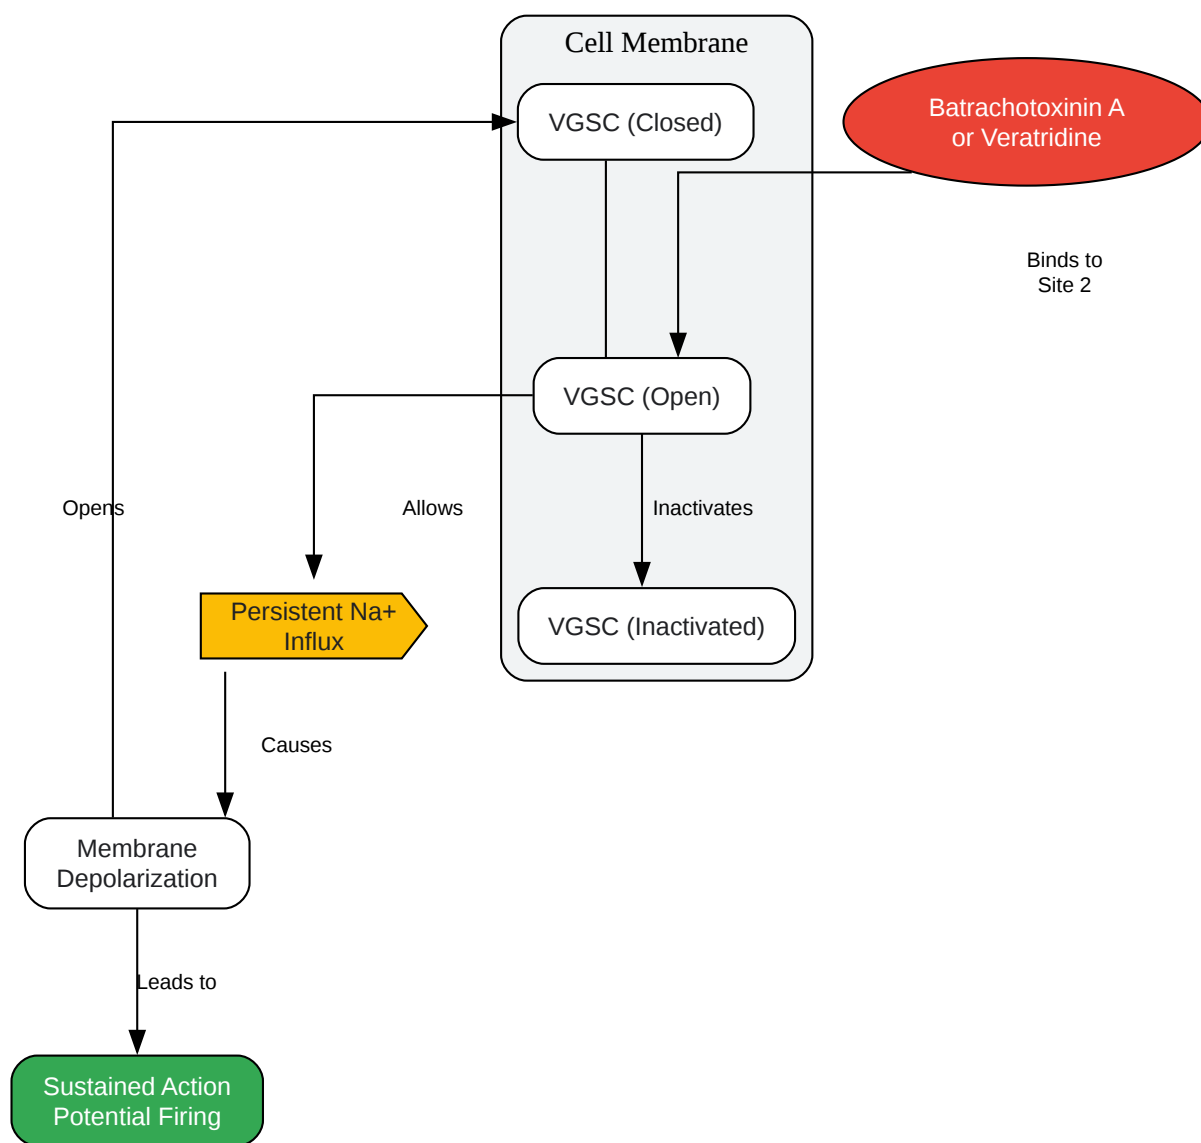 Cell Membrane
VGSC (Closed)
Batrachotoxinin A
or Veratridine
Binds to
Site 2
VGSC (Open)
Opens
Allows
Inactivates
Persistent Na+
Influx
VGSC (Inactivated)
Causes
Membrane
Depolarization
Leads to
Sustained Action
Potential Firing